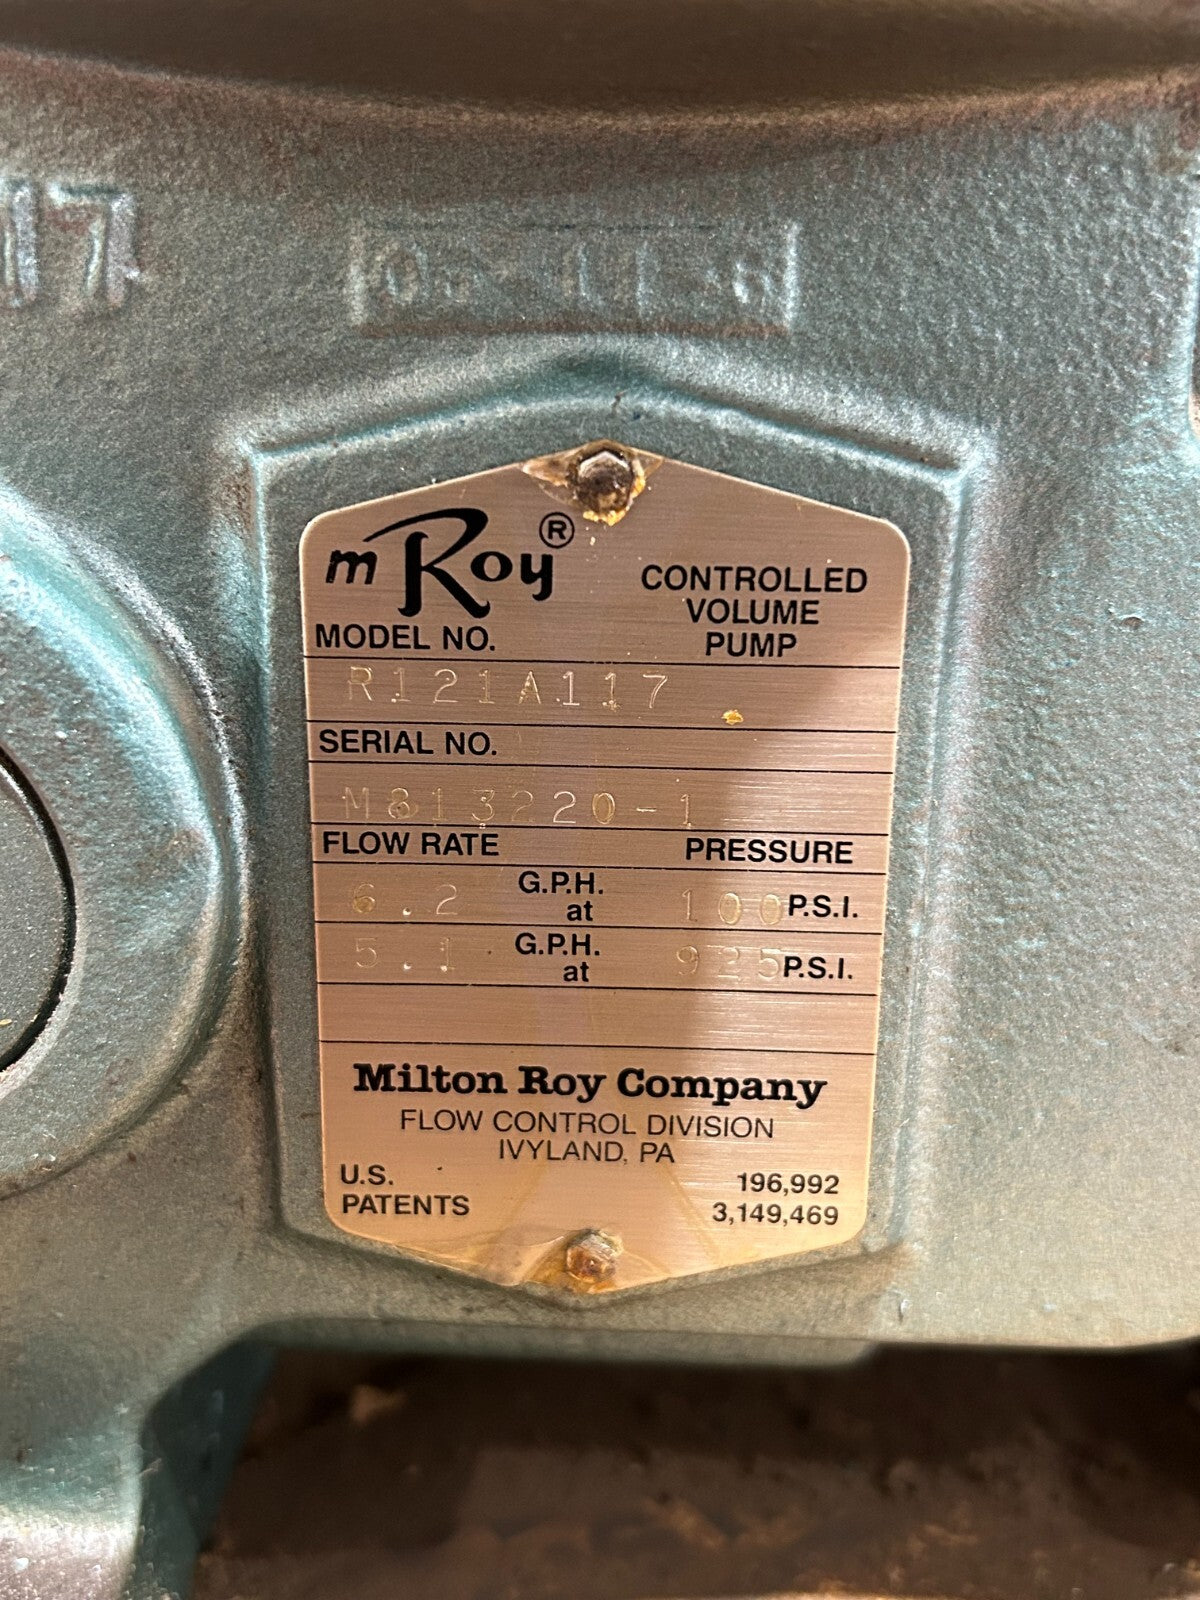 17
mRoy®
CONTROLLED
VOLUME
PUMP
MODEL NO.
R121A117
SERIAL NO.
M813220-1
FLOW RATE PRESSURE
6.2 G.P.H. at 100 P.S.I.
5.1 G.P.H. at 925 P.S.I.
Milton Roy Company
FLOW CONTROL DIVISION
IVYLAND, PA
U.S. 196,992
PATENTS 3,149,469